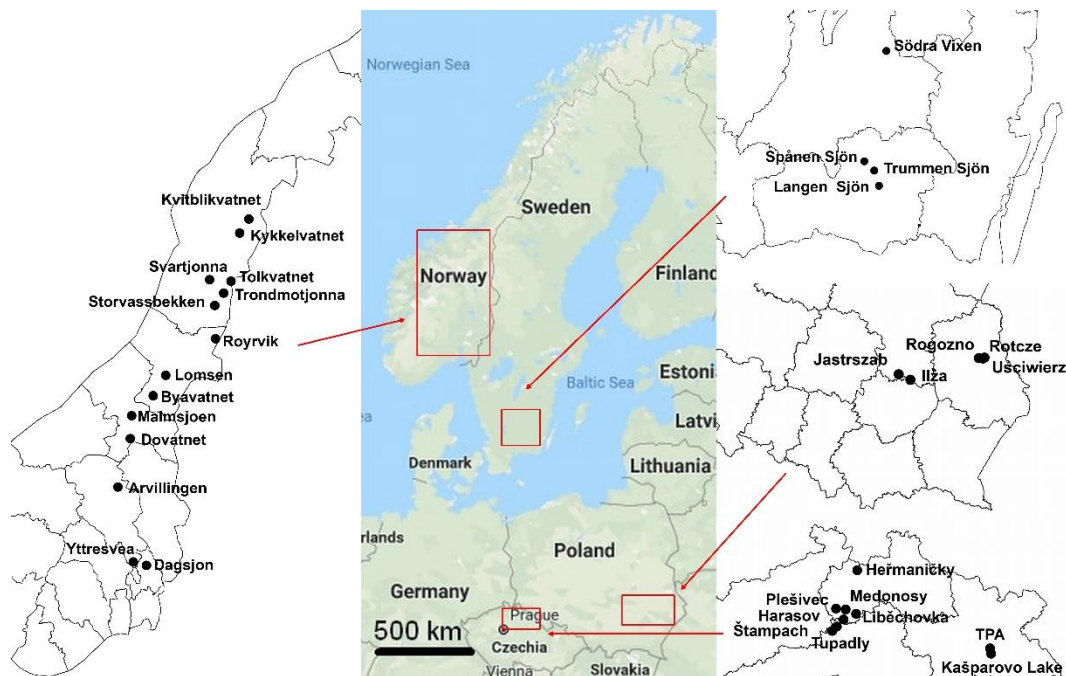 Kvitblikvatnet
Kykkelvatnet
Svartjonna
Tolkvatnet
Trondmotjonna
Storvassbekken
Royrvik
Lomsen
Byavatnet
Malmsjoen
Dovatnet
Arvillingen
Yttresvea
Dagsjon
Norwegian Sea
Sweden
Norway
Finland
Baltic Sea
Estonia
ea
Latvi
Denmark
Lithuania
rlands
Poland
Germany
Prague
500 km
Czechia
Vienna
Slovakia
Södra Vixen
Spånen Sjön
Trummen Sjön
Langen Sjön
Rogozno
Rotcze
Jastrszab
Uściwierz
Ilża
Heřmaničky
Plešivec
Medonosy
Harasov
Liběchovka
Štampach
Tupadly
TPA
Kašparovo Lake